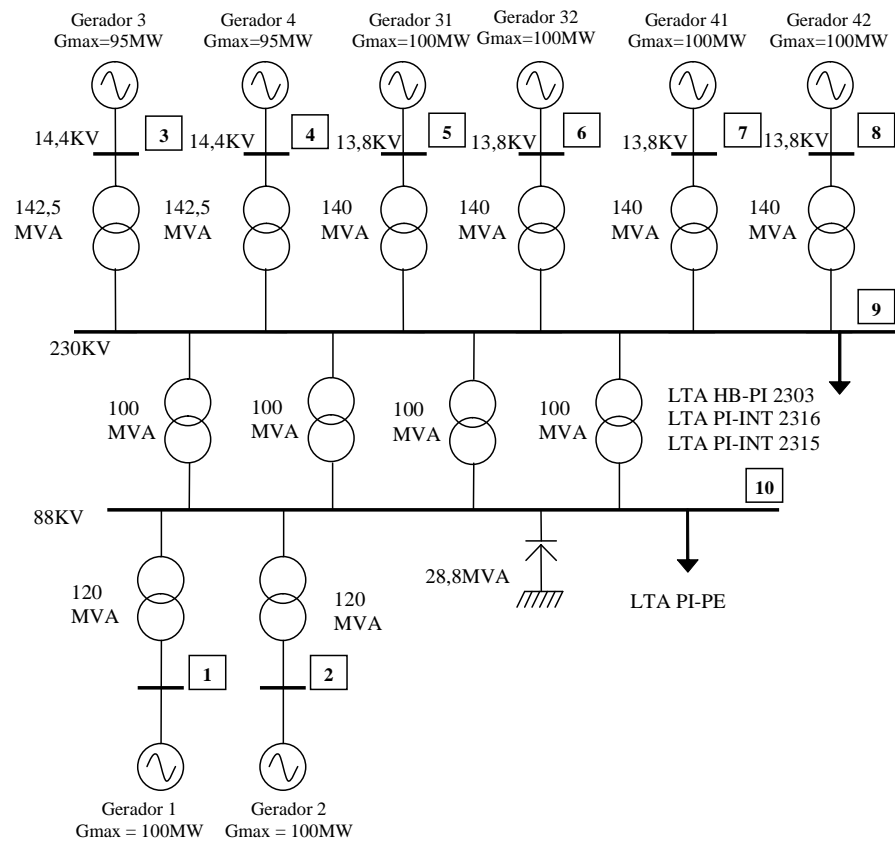 Gerador 3
Gmax=95MW
Gerador 4
Gmax=95MW
Gerador 31
Gmax=100MW
Gerador 32
Gmax=100MW
Gerador 41
Gmax=100MW
Gerador 42
Gmax=100MW
14,4KV
3
14,4KV
4
13,8KV
5
13,8KV
6
13,8KV
7
13,8KV
8
142,5
MVA
142,5
MVA
140
MVA
140
MVA
140
MVA
140
MVA
9
230KV
100
MVA
100
MVA
100
MVA
100
MVA
LTA HB-PI 2303
LTA PI-INT 2316
LTA PI-INT 2315
10
88KV
120
MVA
120
MVA
28,8MVA
LTA PI-PE
1
2
Gerador 1
Gmax = 100MW
Gerador 2
Gmax = 100MW